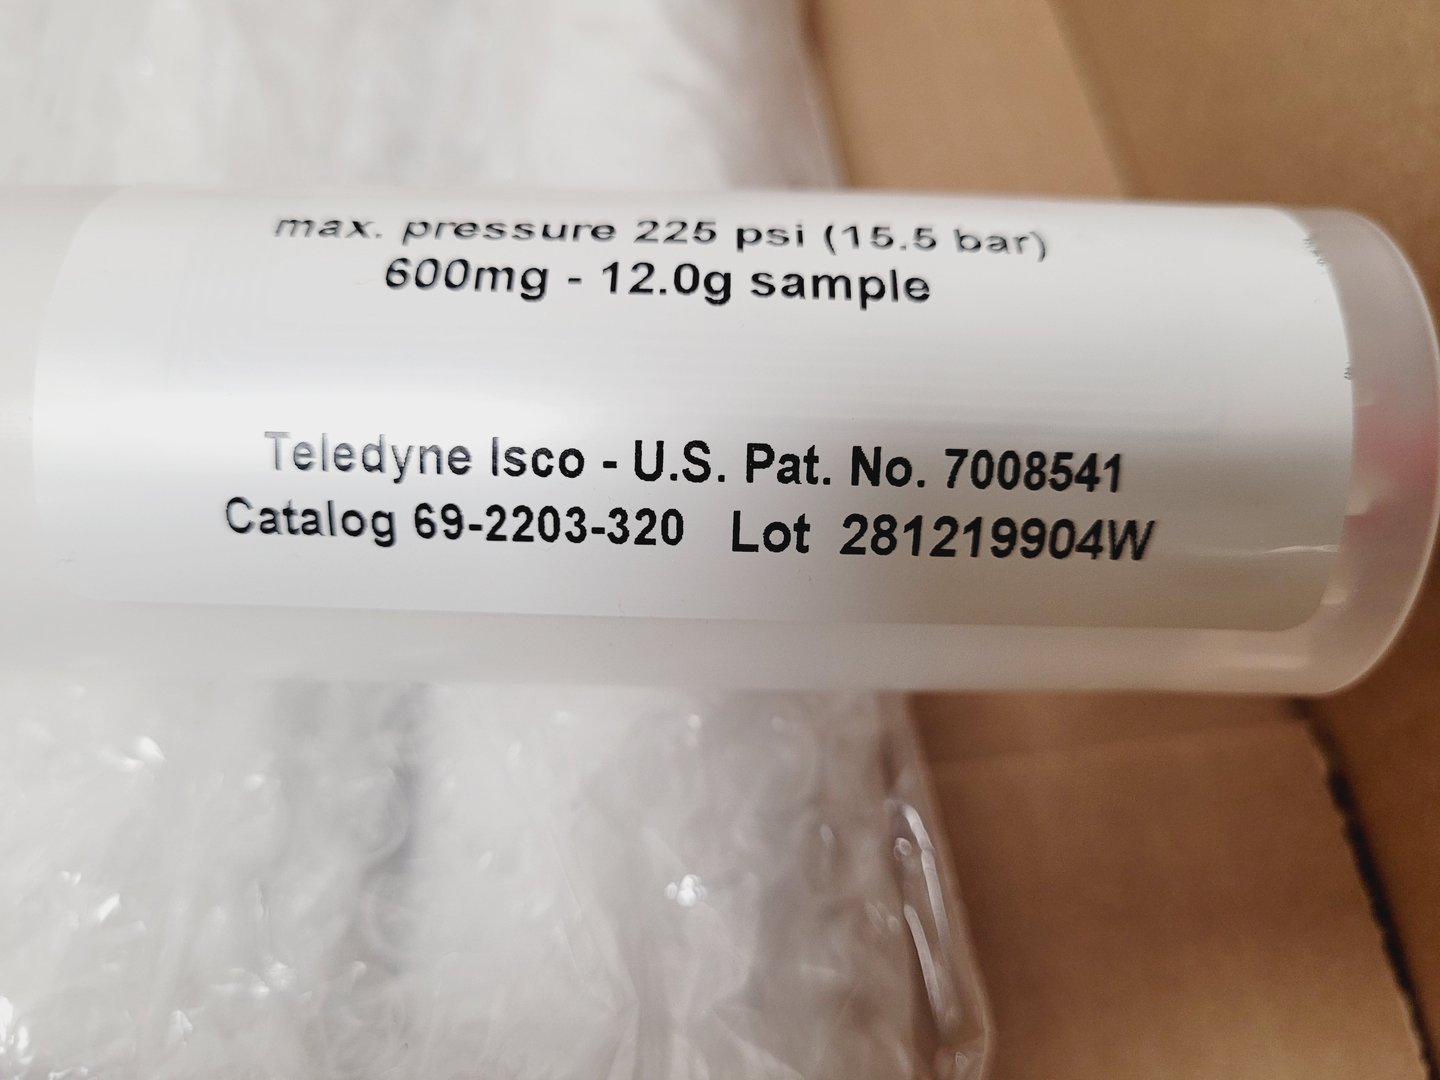 max. pressure 225 psi (15.5 bar)
600mg - 12.0g sample
Teledyne Isco - U.S. Pat. No. 7008541
Catalog 69-2203-320 Lot 281219904W